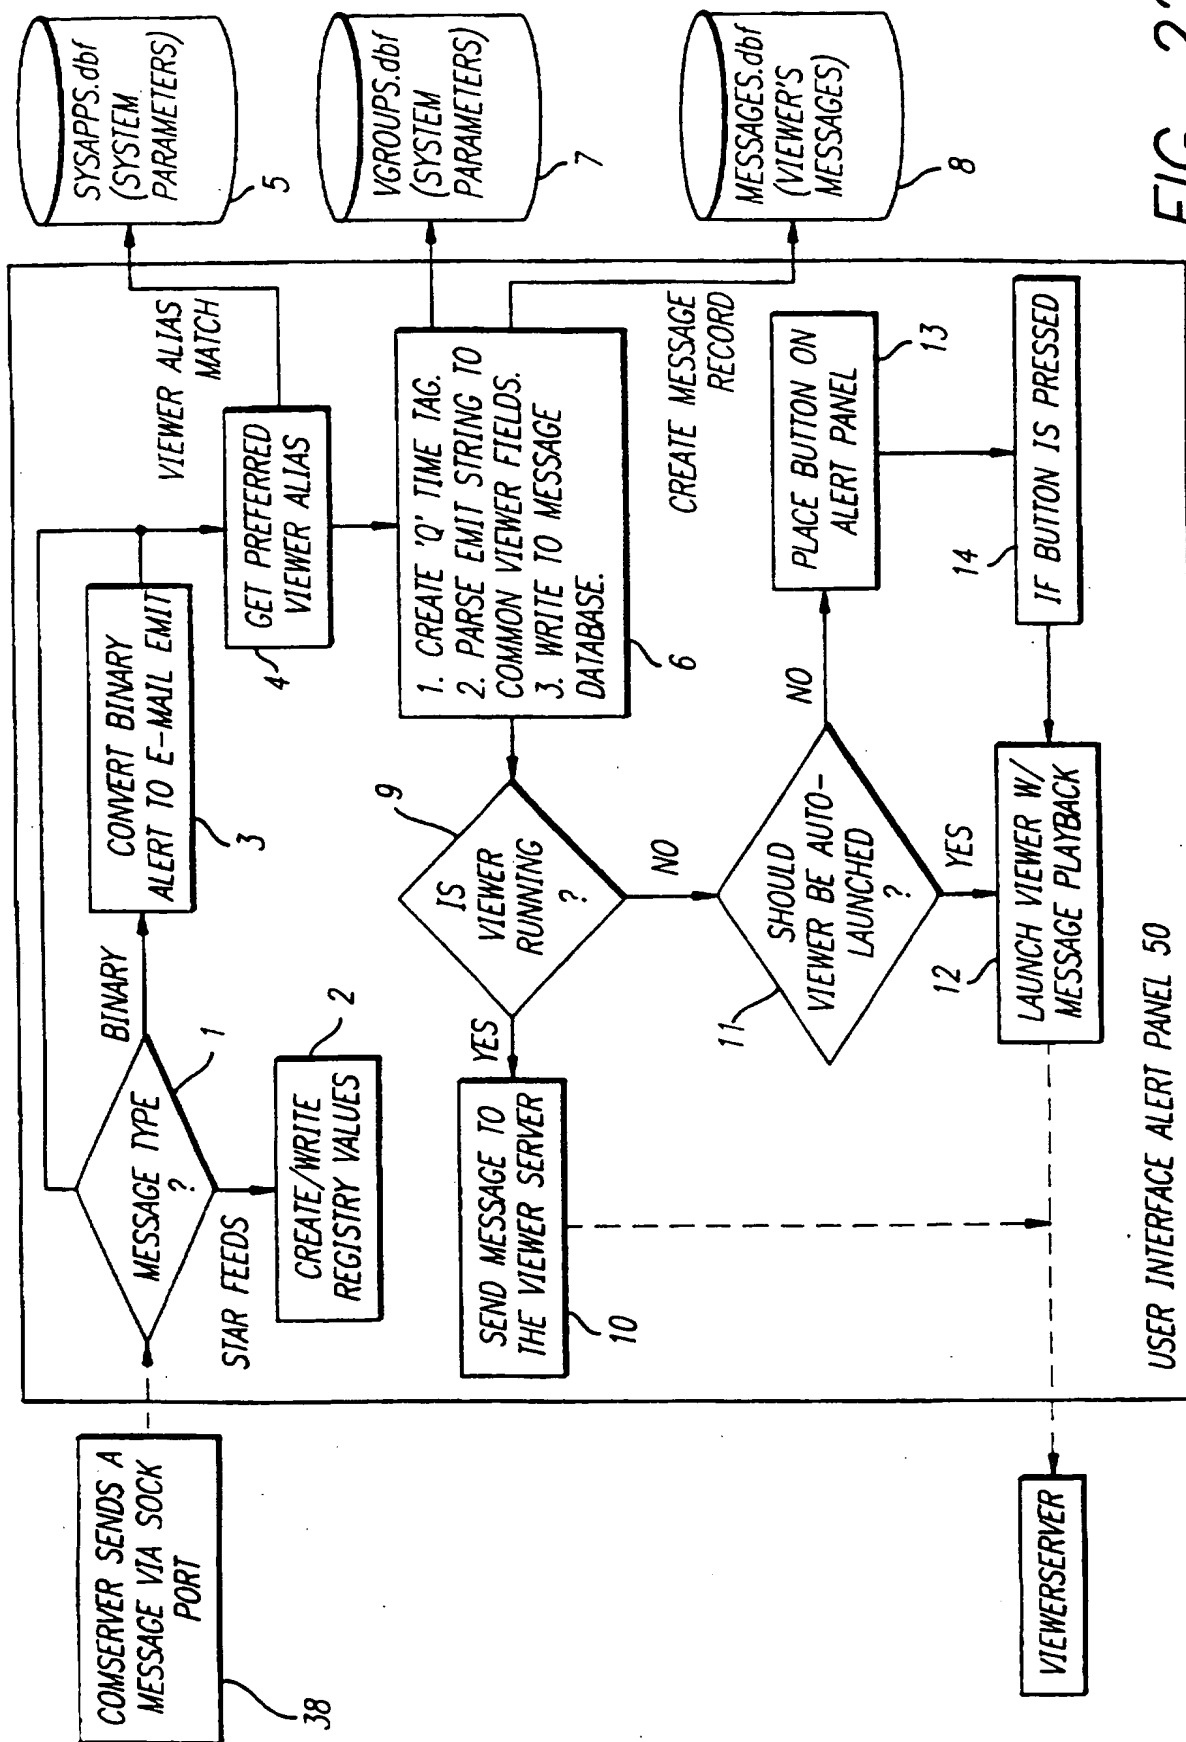 COMSERVER SENDS A
MESSAGE VIA SOCK
PORT
38
MESSAGE TYPE
?
1
BINARY
STAR FEEDS
CREATE/WRITE
REGISTRY VALUES
2
CONVERT BINARY
ALERT TO E-MAIL EMIT
3
GET PREFERRED
VIEWER ALIAS
4
VIEWER ALIAS
MATCH
SYSAPPS.dbf
(SYSTEM
PARAMETERS)
5
1. CREATE 'Q' TIME TAG.
2. PARSE EMIT STRING TO
COMMON VIEWER FIELDS.
3. WRITE TO MESSAGE
DATABASE.
6
VGROUPS.dbf
(SYSTEM
PARAMETERS)
7
CREATE MESSAGE
RECORD
MESSAGES.dbf
(VIEWER'S
MESSAGES)
8
IS
VIEWER
RUNNING
?
9
YES
NO
SEND MESSAGE TO
THE VIEWER SERVER
10
SHOULD
VIEWER BE AUTO-
LAUNCHED
?
11
NO
YES
PLACE BUTTON ON
ALERT PANEL
13
IF BUTTON IS PRESSED
14
LAUNCH VIEWER W/
MESSAGE PLAYBACK
12
VIEWERSERVER
USER INTERFACE ALERT PANEL 50
FIG.